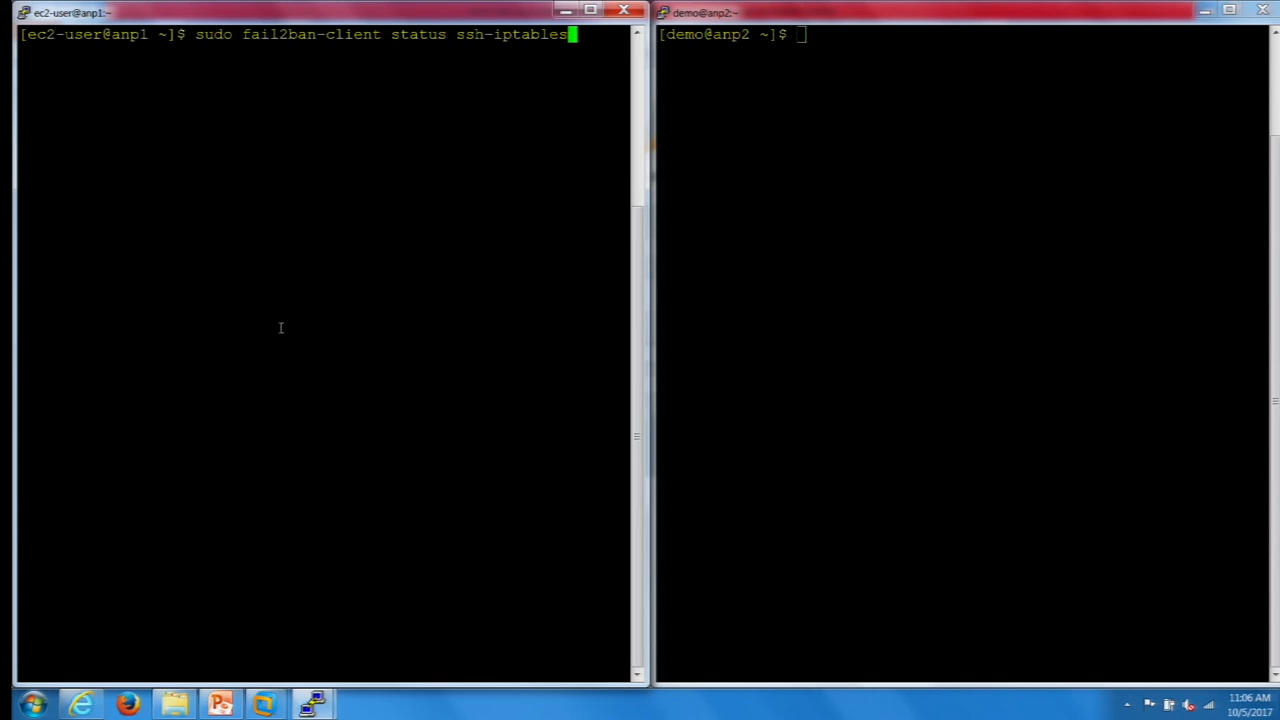 ec2-user@anp1:~
[ec2-user@anp1 ~]$ sudo fail2ban-client status ssh-iptables
demo@anp2:~
[demo@anp2 ~]$
11:06 AM
10/5/2017